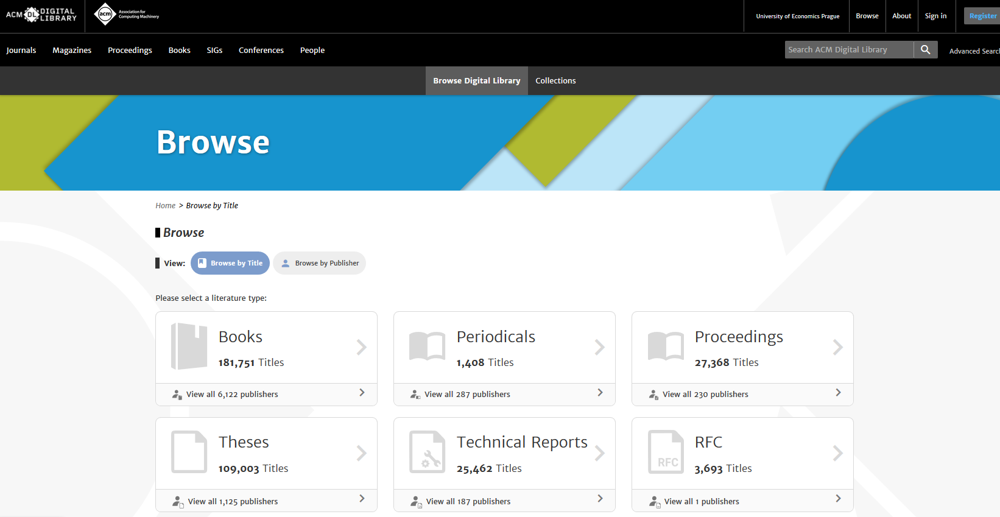 ACM DL DIGITAL LIBRARY
acm Association for Computing Machinery
University of Economics Prague
Browse
About
Sign in
Register
Journals
Magazines
Proceedings
Books
SIGs
Conferences
People
Search ACM Digital Library
Advanced Search
Browse Digital Library
Collections
Browse
Home > Browse by Title
Browse
View:
Browse by Title
Browse by Publisher
Please select a literature type:
Books
181,751 Titles
View all 6,122 publishers
Periodicals
1,408 Titles
View all 287 publishers
Proceedings
27,368 Titles
View all 230 publishers
Theses
109,003 Titles
View all 1,125 publishers
Technical Reports
25,462 Titles
View all 187 publishers
RFC
RFC
3,693 Titles
View all 1 publishers